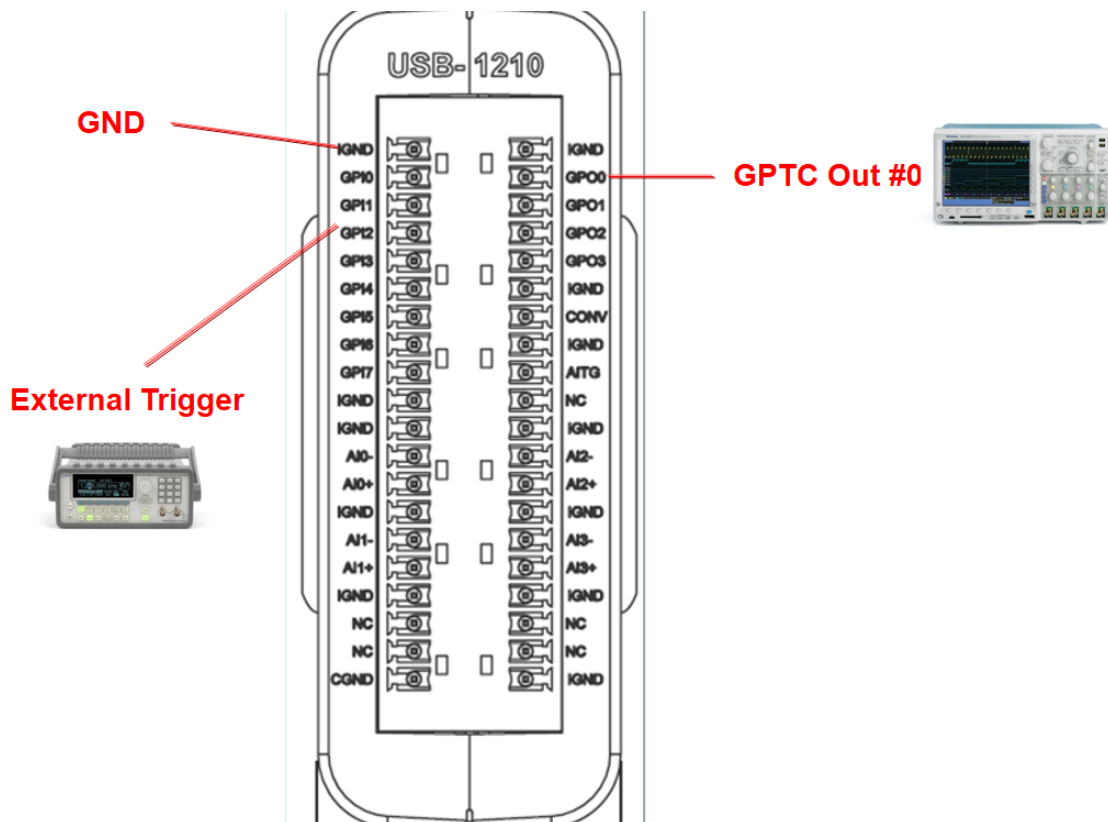 USB-1210
GND
IGND
GPI0
GPI1
GPI2
GPI3
GPI4
GPI5
GPI6
GPI7
IGND
IGND
AI0-
AI0+
IGND
AI1-
AI1+
IGND
NC
NC
CGND
IGND
GPO0
GPO1
GPO2
GPO3
IGND
CONV
IGND
AITG
NC
IGND
AI2-
AI2+
IGND
AI3-
AI3+
IGND
NC
NC
IGND
GPTC Out #0
External Trigger